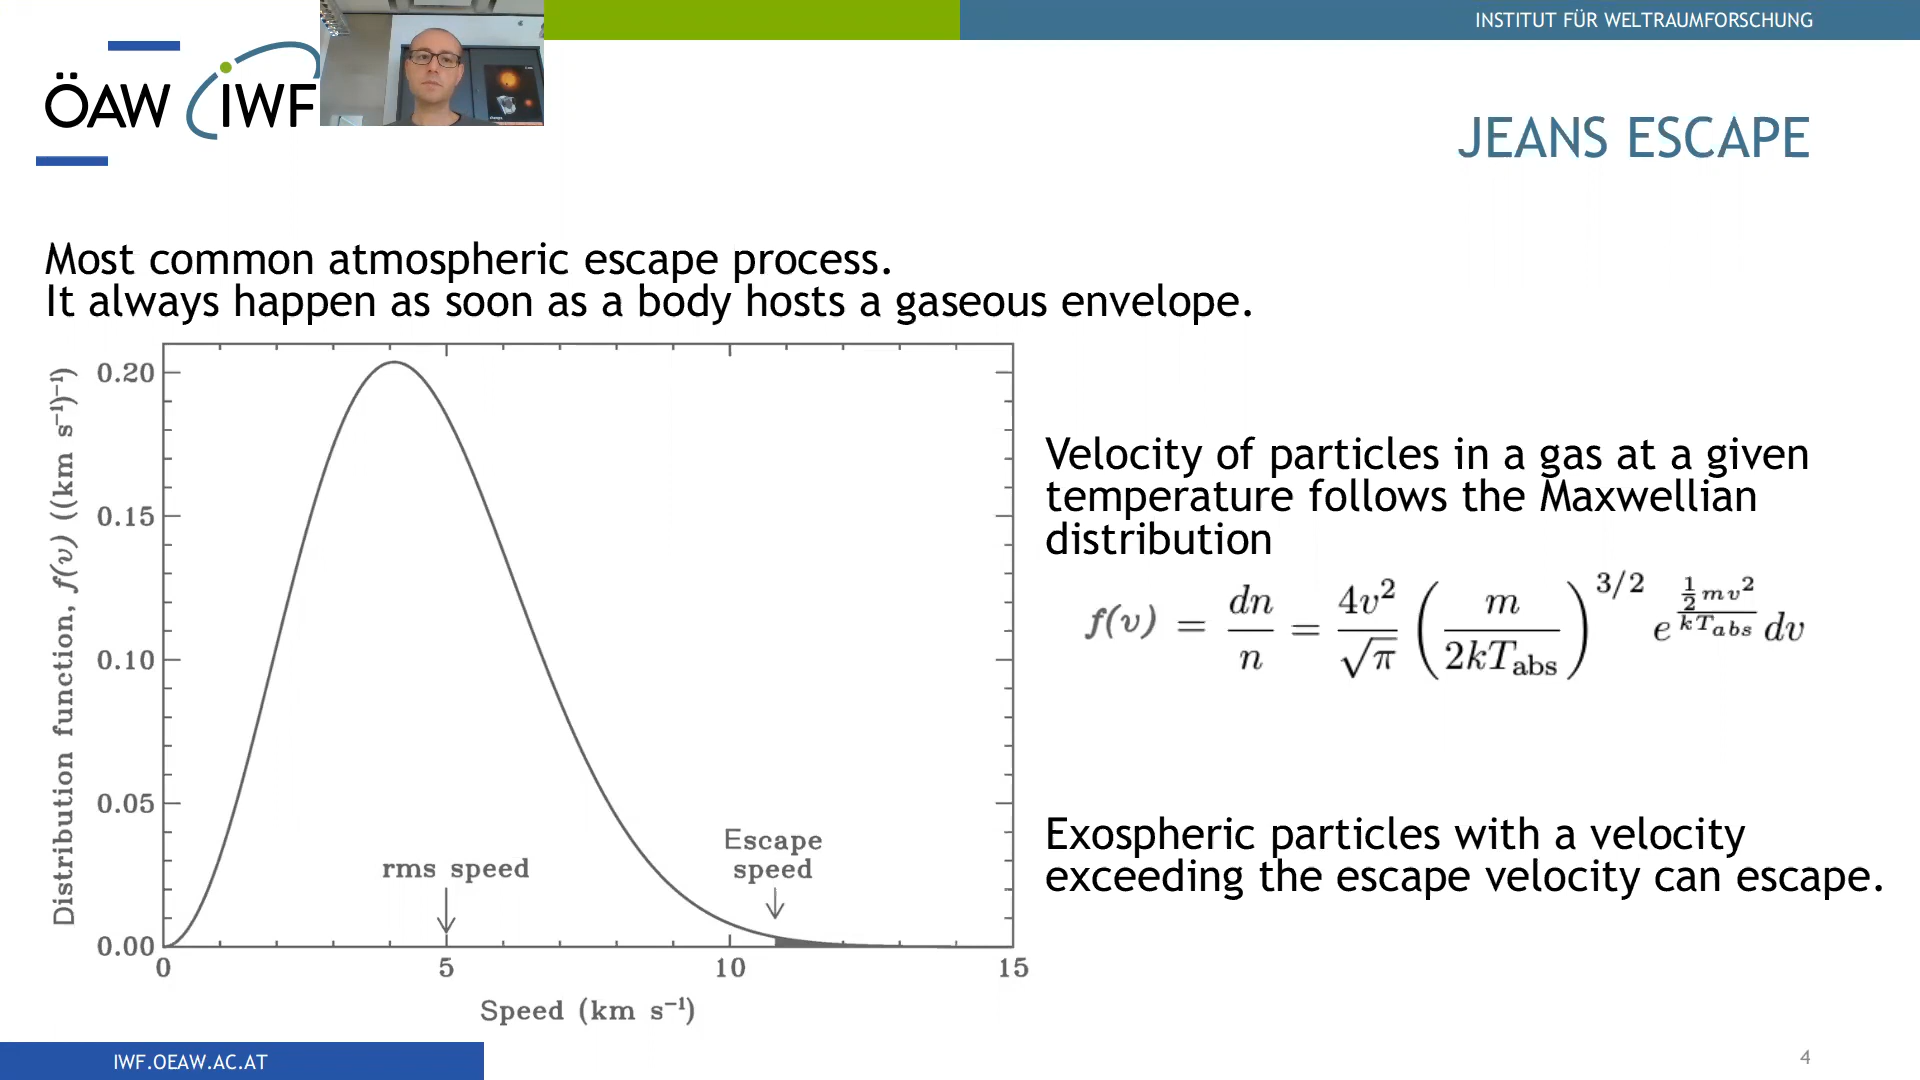 INSTITUT FÜR WELTRAUMFORSCHUNG
ÖAW iWF
JEANS ESCAPE
Most common atmospheric escape process.
It always happen as soon as a body hosts a gaseous envelope.
Distribution function, f(v) ((km s⁻¹)⁻¹)
0.20
0.15
0.10
0.05
0.00
rms speed
Escape
speed
0 5 10 15
Speed (km s⁻¹)
Velocity of particles in a gas at a given
temperature follows the Maxwellian
distribution
f(v) = dn/n = 4v²/√π (m/2kT_abs)^3/2 e^(½mv²/kT_abs) dv
Exospheric particles with a velocity
exceeding the escape velocity can escape.
IWF.OEAW.AC.AT
4